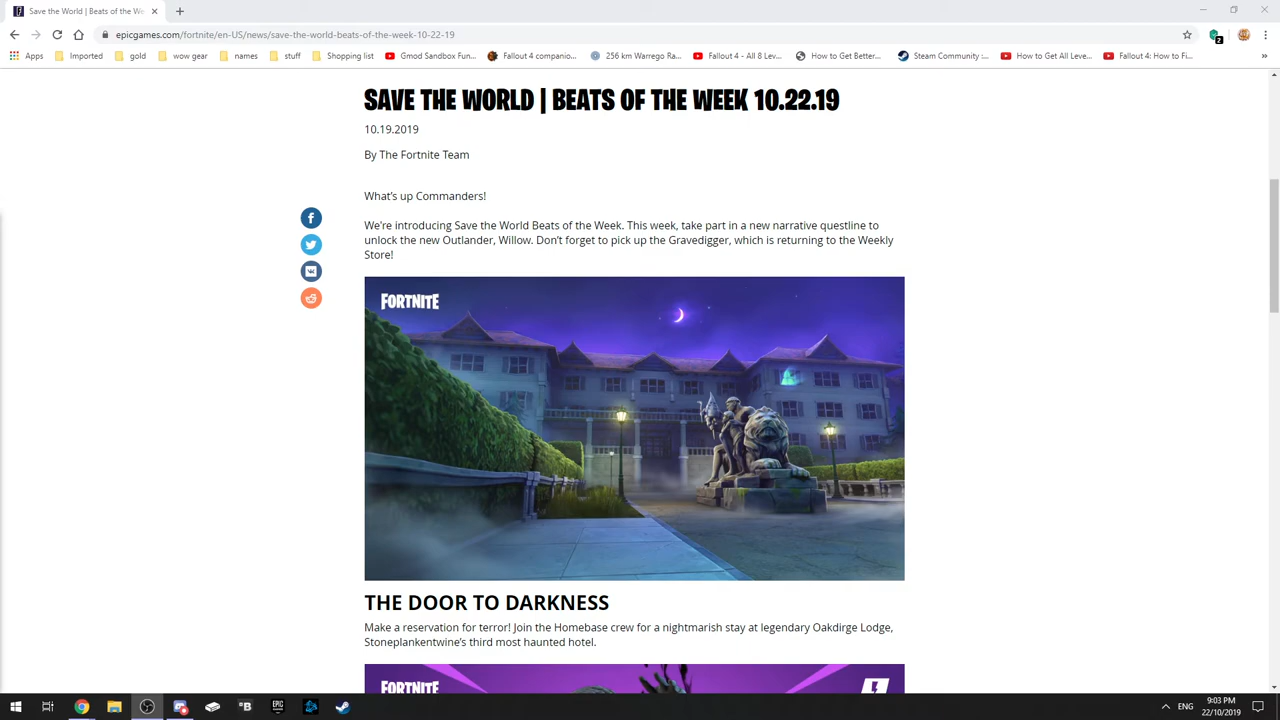 Save the World | Beats of the We
epicgames.com/fortnite/en-US/news/save-the-world-beats-of-the-week-10-22-19
2
Apps Imported gold wow gear names stuff Shopping list Gmod Sandbox Fun... Fallout 4 companio... 256 km Warrego Ra... Fallout 4 - All 8 Lev... How to Get Better... Steam Community :... How to Get All Leve... Fallout 4: How to Fi... »
SAVE THE WORLD | BEATS OF THE WEEK 10.22.19
10.19.2019
By The Fortnite Team
What's up Commanders!
We're introducing Save the World Beats of the Week. This week, take part in a new narrative questline to
unlock the new Outlander, Willow. Don't forget to pick up the Gravedigger, which is returning to the Weekly
Store!
FORTNITE
THE DOOR TO DARKNESS
Make a reservation for terror! Join the Homebase crew for a nightmarish stay at legendary Oakdirge Lodge,
Stoneplankentwine's third most haunted hotel.
FORTNITE
B EPIC ENG 9:03 PM
22/10/2019